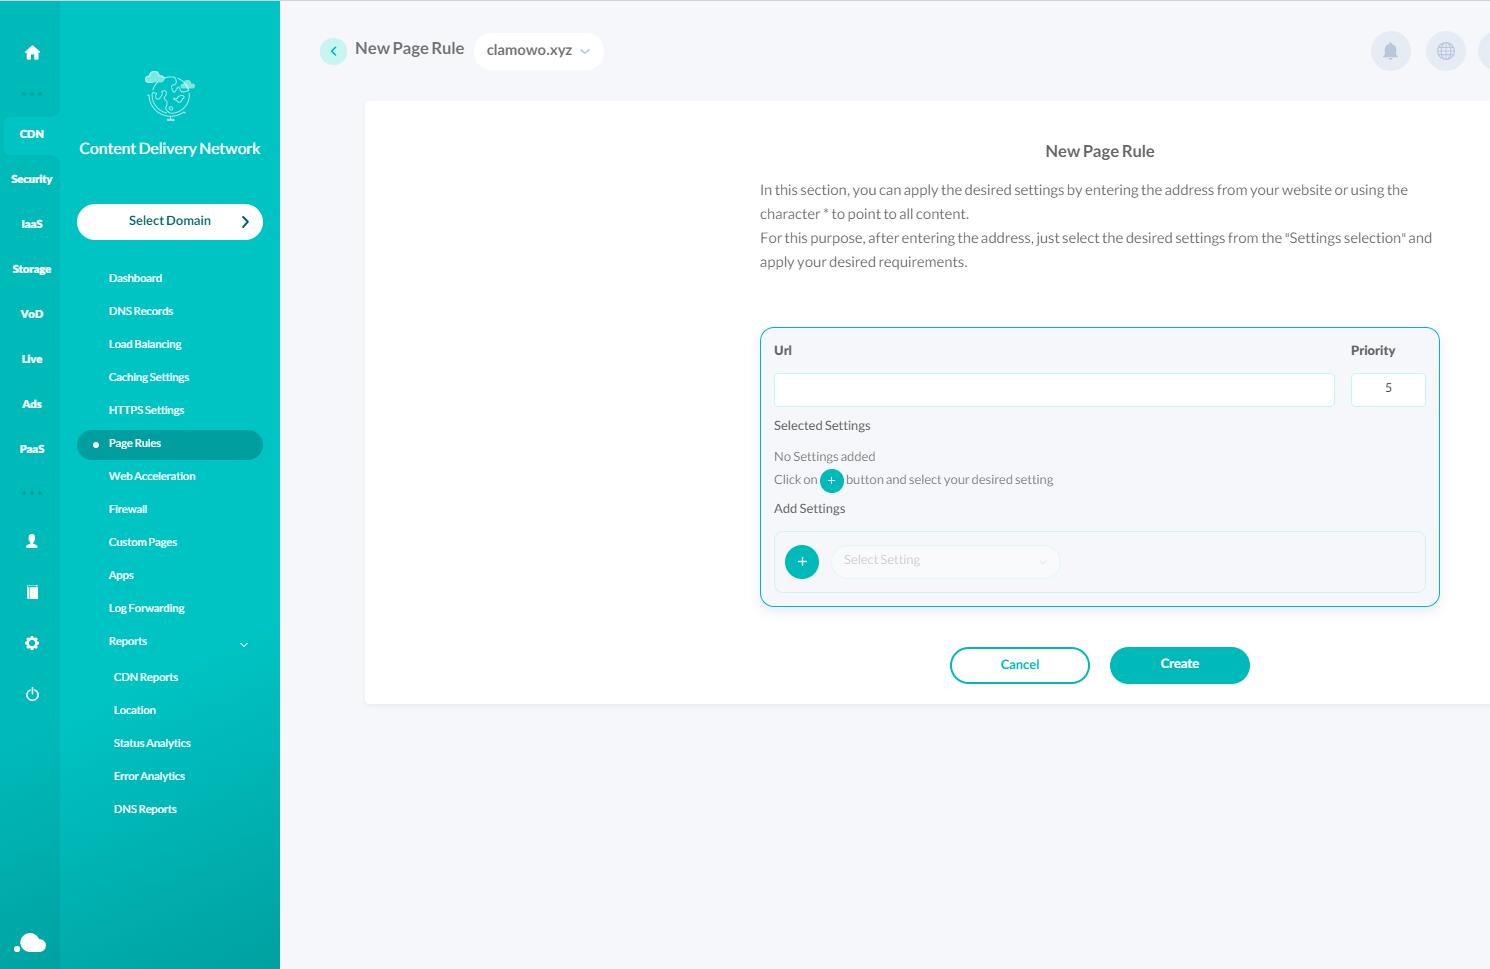 New Page Rule
clamowo.xyz
CDN
Security
IaaS
Storage
VoD
Live
Ads
PaaS
Content Delivery Network
Select Domain
Dashboard
DNS Records
Load Balancing
Caching Settings
HTTPS Settings
Page Rules
Web Acceleration
Firewall
Custom Pages
Apps
Log Forwarding
Reports
CDN Reports
Location
Status Analytics
Error Analytics
DNS Reports
New Page Rule
In this section, you can apply the desired settings by entering the address from your website or using the
character * to point to all content.
For this purpose, after entering the address, just select the desired settings from the "Settings selection" and
apply your desired requirements.
Url
Priority
5
Selected Settings
No Settings added
Click on + button and select your desired setting
Add Settings
+ Select Setting
Cancel
Create